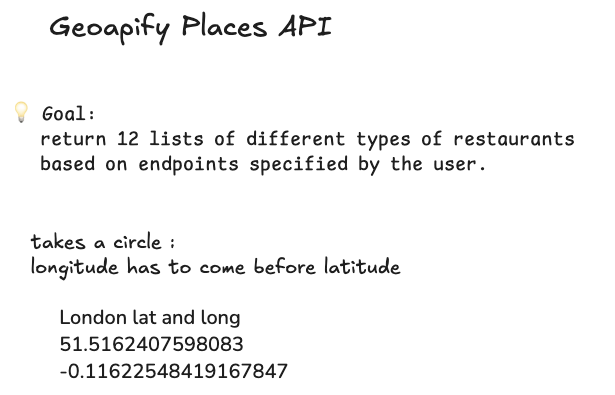 Geoapify Places API
💡 Goal:
return 12 lists of different types of restaurants
based on endpoints specified by the user.
takes a circle :
longitude has to come before latitude
London lat and long
51.5162407598083
-0.11622548419167847